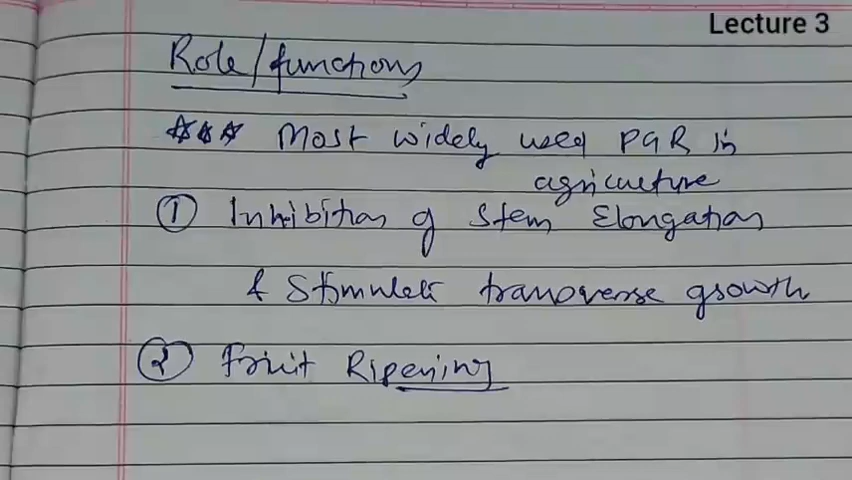 Lecture 3
Role/functions
*** Most widely used PGR in
agriculture
① Inhibition of Stem Elongation
& Stimulate transverse growth
② Fruit Ripening